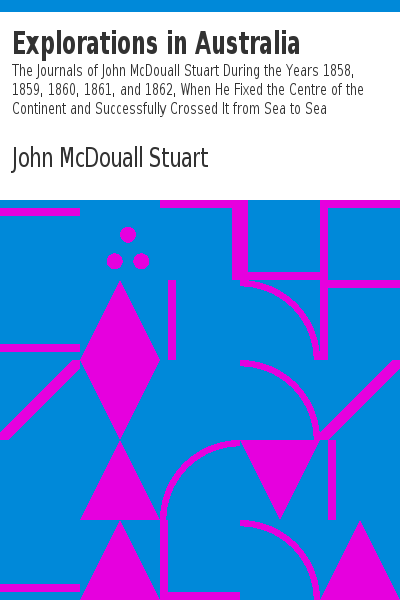 Explorations in Australia
The Journals of John McDouall Stuart During the Years 1858,
1859, 1860, 1861, and 1862, When He Fixed the Centre of the
Continent and Successfully Crossed It from Sea to Sea
John McDouall Stuart